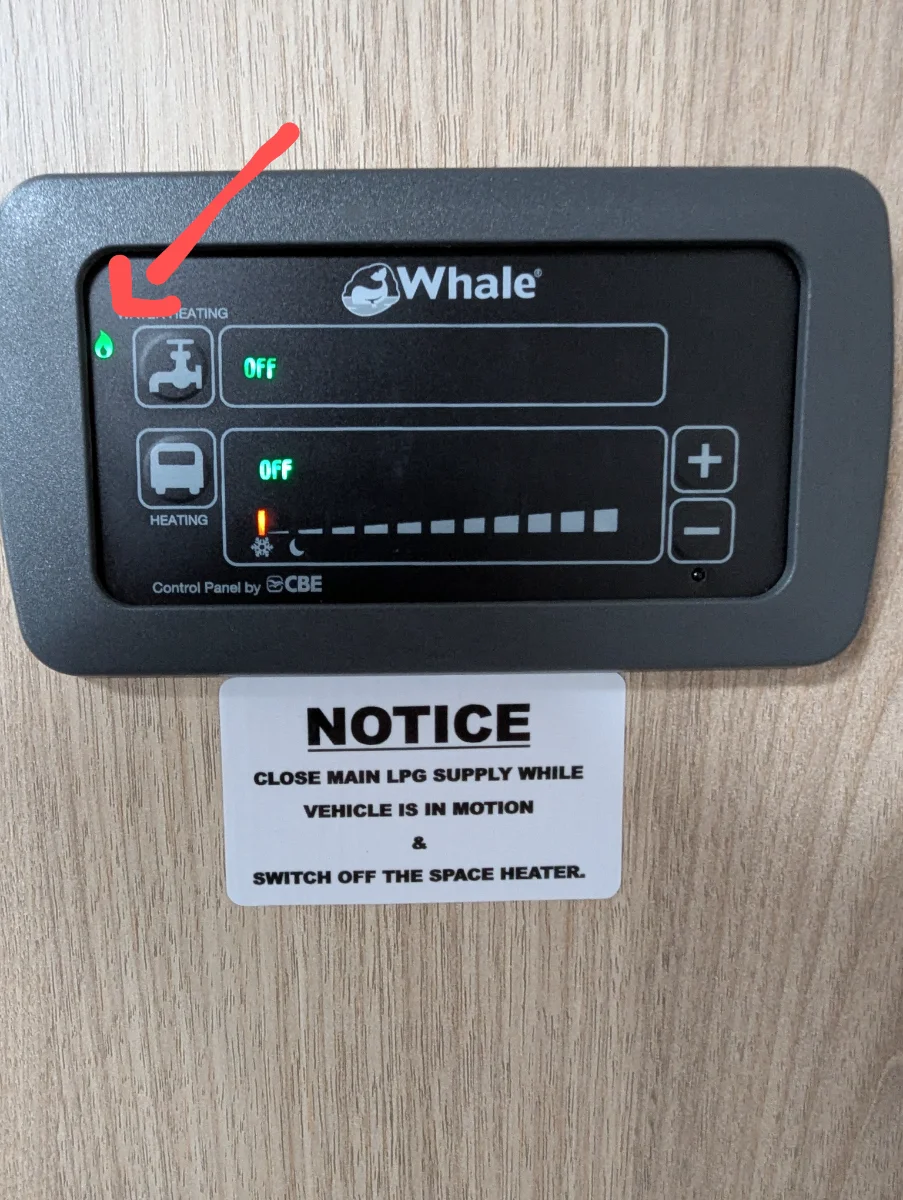 Whale®
HEATING
OFF
OFF
HEATING
Control Panel by CBE
NOTICE
CLOSE MAIN LPG SUPPLY WHILE
VEHICLE IS IN MOTION
&
SWITCH OFF THE SPACE HEATER.